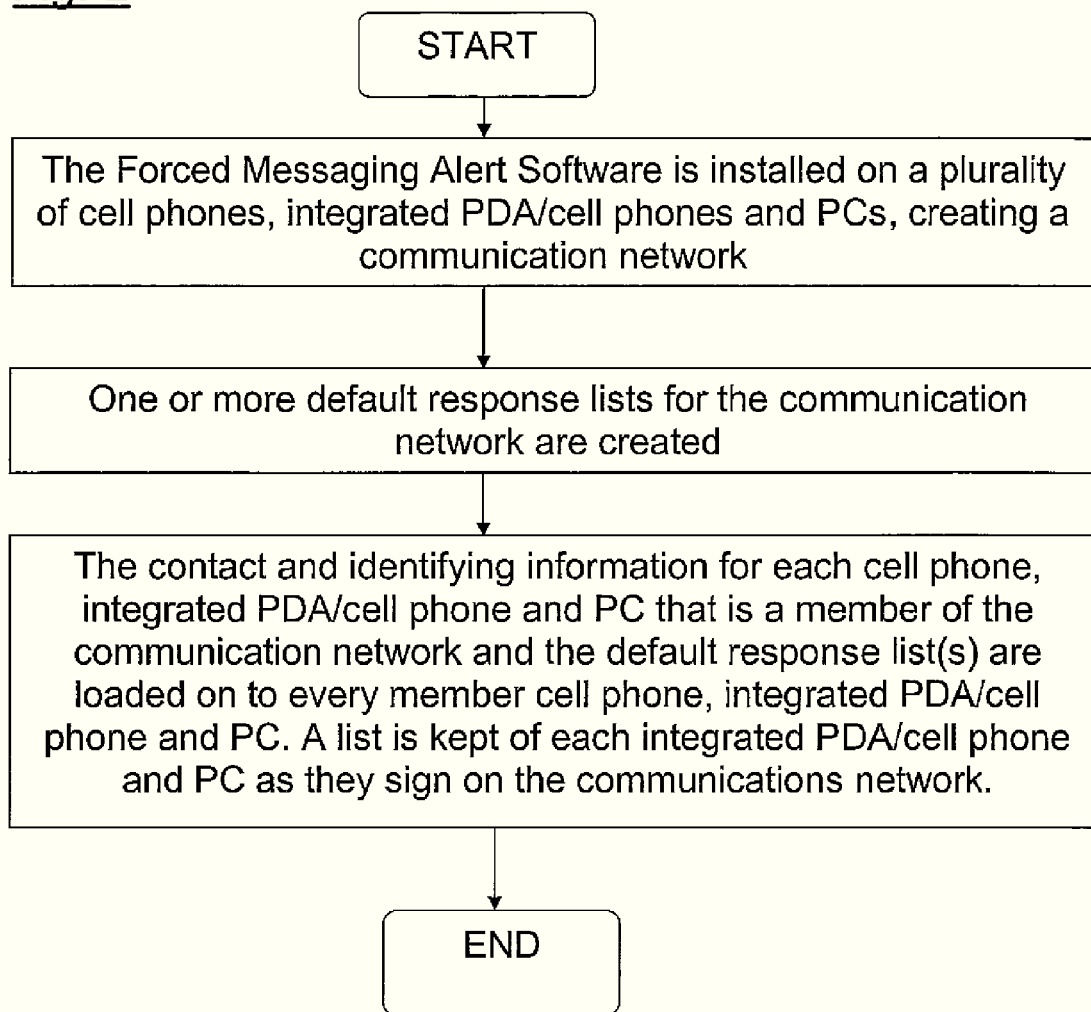 START
The Forced Messaging Alert Software is installed on a plurality
of cell phones, integrated PDA/cell phones and PCs, creating a
communication network
One or more default response lists for the communication
network are created
The contact and identifying information for each cell phone,
integrated PDA/cell phone and PC that is a member of the
communication network and the default response list(s) are
loaded on to every member cell phone, integrated PDA/cell
phone and PC. A list is kept of each integrated PDA/cell phone
and PC as they sign on the communications network.
END